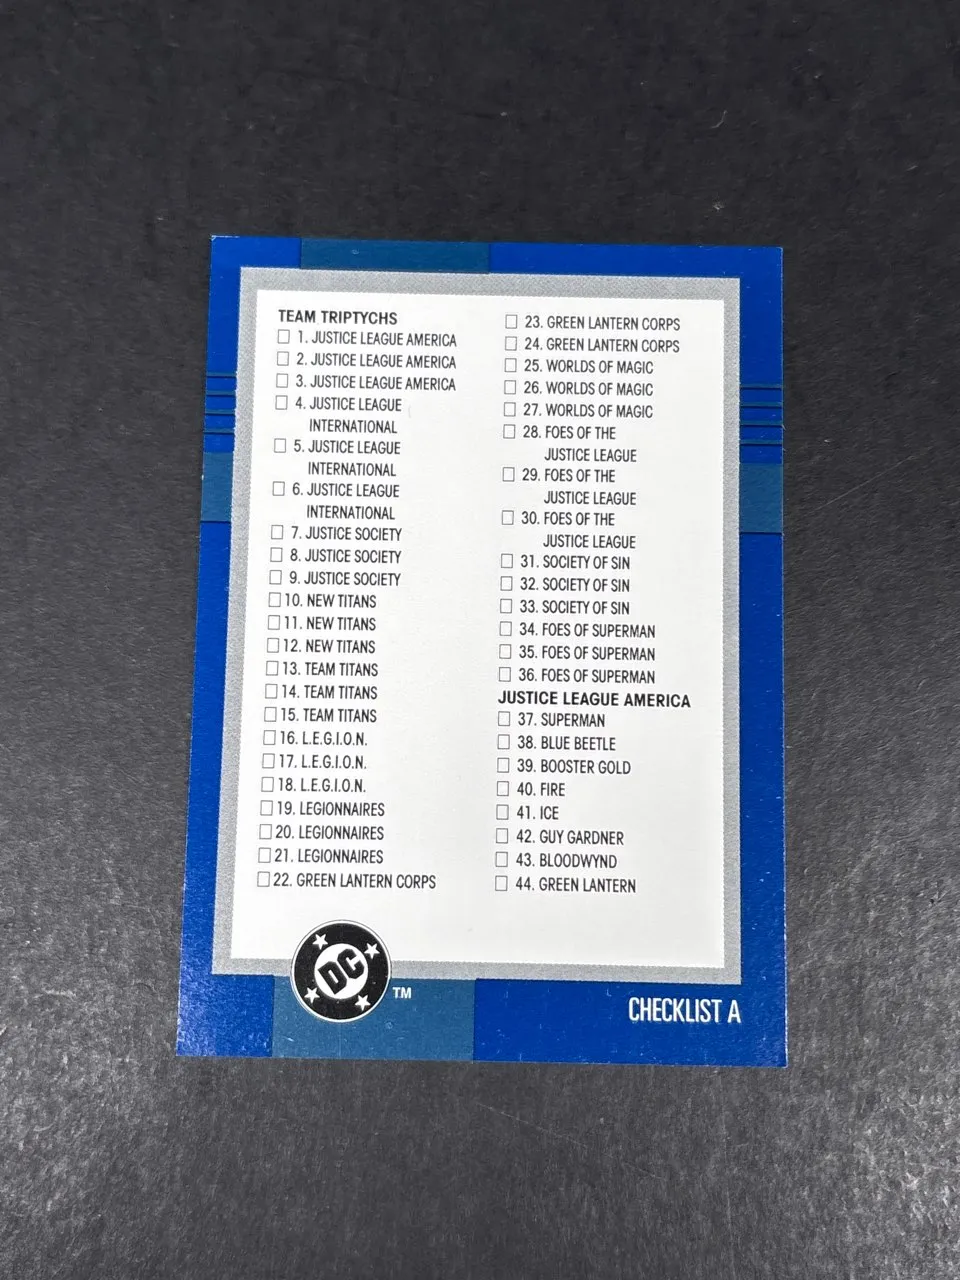 TEAM TRIPTYCHS
1. JUSTICE LEAGUE AMERICA
2. JUSTICE LEAGUE AMERICA
3. JUSTICE LEAGUE AMERICA
4. JUSTICE LEAGUE
INTERNATIONAL
5. JUSTICE LEAGUE
INTERNATIONAL
6. JUSTICE LEAGUE
INTERNATIONAL
7. JUSTICE SOCIETY
8. JUSTICE SOCIETY
9. JUSTICE SOCIETY
10. NEW TITANS
11. NEW TITANS
12. NEW TITANS
13. TEAM TITANS
14. TEAM TITANS
15. TEAM TITANS
16. L.E.G.I.O.N.
17. L.E.G.I.O.N.
18. L.E.G.I.O.N.
19. LEGIONNAIRES
20. LEGIONNAIRES
21. LEGIONNAIRES
22. GREEN LANTERN CORPS
23. GREEN LANTERN CORPS
24. GREEN LANTERN CORPS
25. WORLDS OF MAGIC
26. WORLDS OF MAGIC
27. WORLDS OF MAGIC
28. FOES OF THE
JUSTICE LEAGUE
29. FOES OF THE
JUSTICE LEAGUE
30. FOES OF THE
JUSTICE LEAGUE
31. SOCIETY OF SIN
32. SOCIETY OF SIN
33. SOCIETY OF SIN
34. FOES OF SUPERMAN
35. FOES OF SUPERMAN
36. FOES OF SUPERMAN
JUSTICE LEAGUE AMERICA
37. SUPERMAN
38. BLUE BEETLE
39. BOOSTER GOLD
40. FIRE
41. ICE
42. GUY GARDNER
43. BLOODWYND
44. GREEN LANTERN
DC
TM
CHECKLIST A